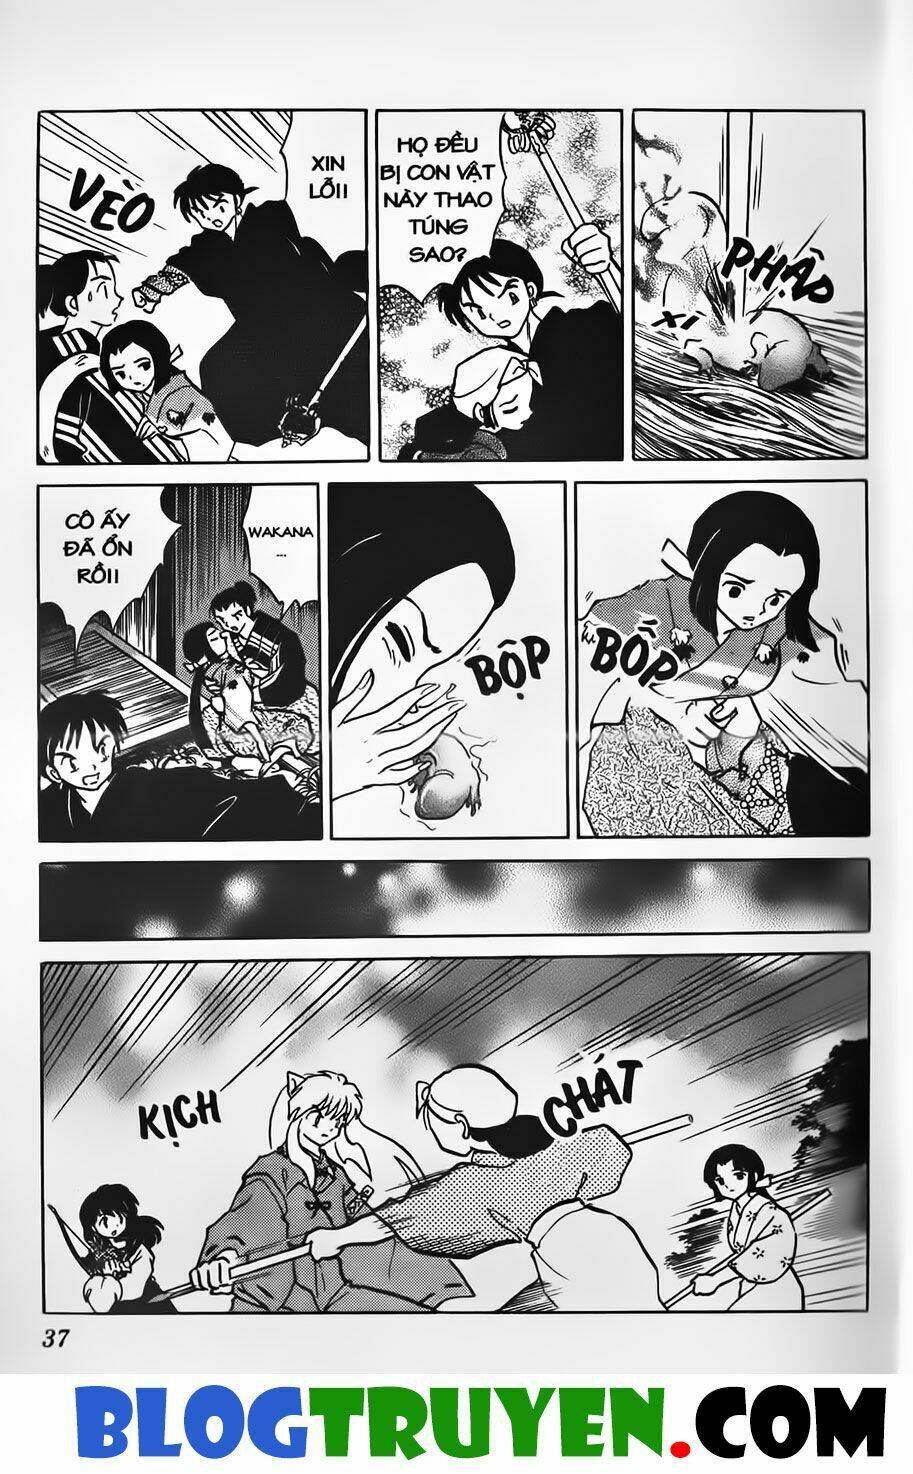 PHẬP
XI
HỌ ĐỀU
BỊ CON VẬT
NÀY THAO
TÚNG
SAO?
XIN
LỖI!
VÈO
BỐP
BỘP
WAKANA
...
CÔ ẤY
ĐÃ ỔN
RỒI!
CHÁT
KỊCH
37
BLOGTRUYEN.COM